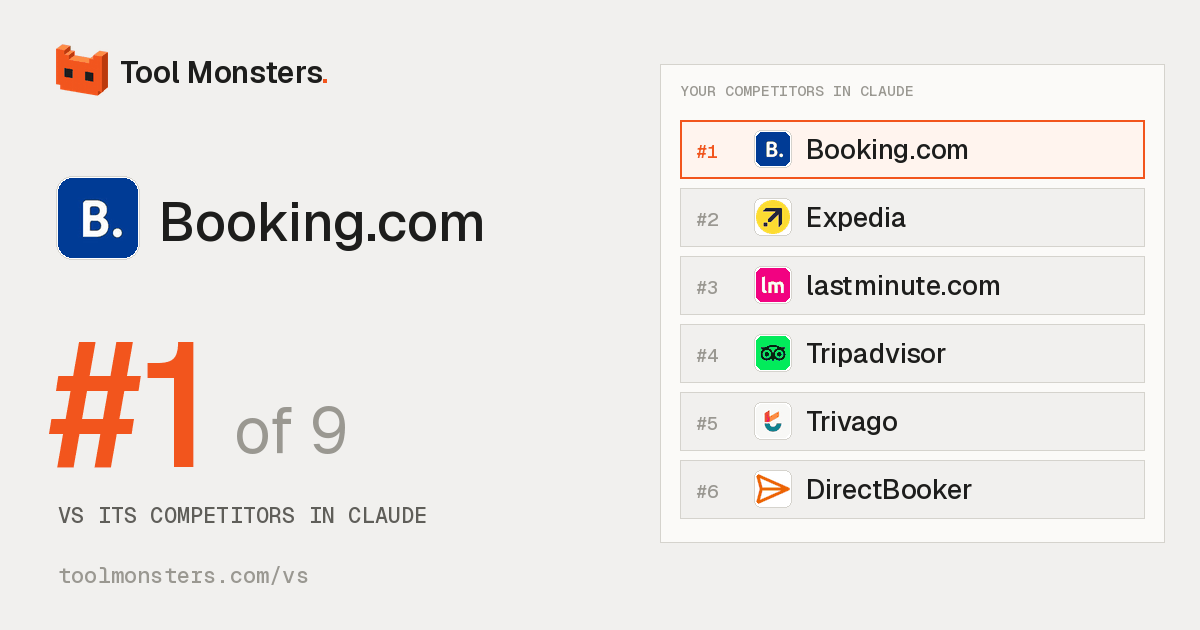 Tool Monsters.
B. Booking.com
#1 of 9
VS ITS COMPETITORS IN CLAUDE
toolmonsters.com/vs
YOUR COMPETITORS IN CLAUDE
#1 B. Booking.com
#2 Expedia
#3 lm lastminute.com
#4 Tripadvisor
#5 Trivago
#6 DirectBooker